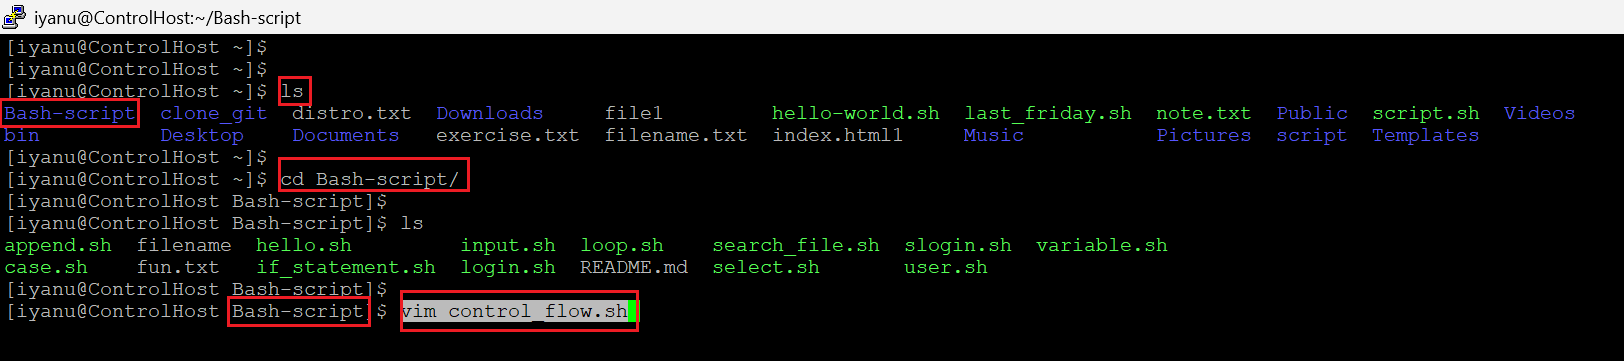 iyanu@ControlHost:~/Bash-script
[iyanu@ControlHost ~]$
[iyanu@ControlHost ~]$
[iyanu@ControlHost ~]$ ls
Bash-script clone_git distro.txt Downloads file1 hello-world.sh last_friday.sh note.txt Public script.sh Videos
bin Desktop Documents exercise.txt filename.txt index.html1 Music Pictures script Templates
[iyanu@ControlHost ~]$
[iyanu@ControlHost ~]$ cd Bash-script/
[iyanu@ControlHost Bash-script]$
[iyanu@ControlHost Bash-script]$ ls
append.sh filename hello.sh input.sh loop.sh search_file.sh slogin.sh variable.sh
case.sh fun.txt if_statement.sh login.sh README.md select.sh user.sh
[iyanu@ControlHost Bash-script]$
[iyanu@ControlHost Bash-script]$ vim control_flow.sh